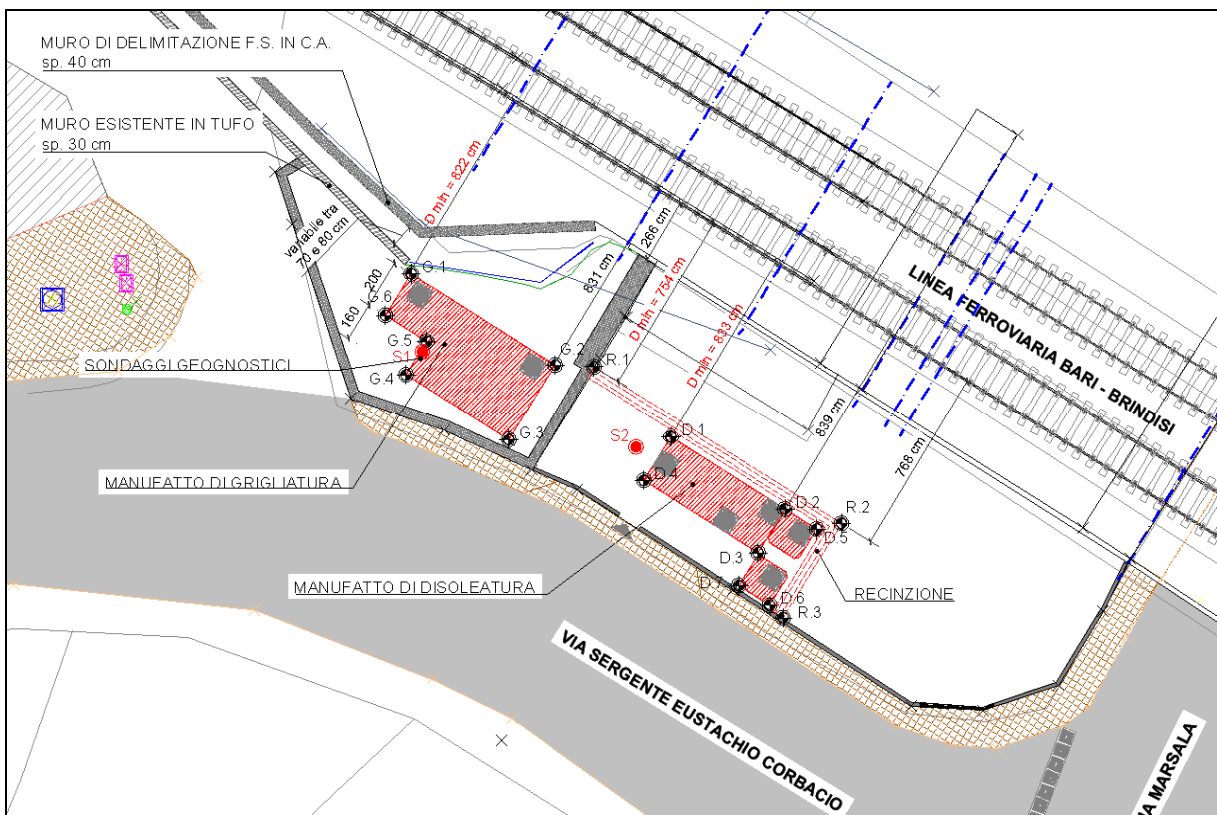 MURO DI DELIMITAZIONE F.S. IN C.A.
sp. 40 cm
MURO ESISTENTE IN TUFO
sp. 30 cm
D min = 822 cm
variabile tra
70 e 80 cm
200
160
G.1
G.6
G.5
S1
G.4
G.2
G.3
SONDAGGI GEOGNOSTICI
MANUFATTO DI GRIGLIATURA
266 cm
831 cm
D min = 754 cm
D min = 833 cm
R.1
LINEA FERROVIARIA BARI - BRINDISI
839 cm
768 cm
S2
D.1
D.4
D.2
R.2
D.5
D.3
D.7
D.6
R.3
MANUFATTO DI DISOLEATURA
RECINZIONE
VIA SERGENTE EUSTACHIO CORBACIO
IA MARSALA